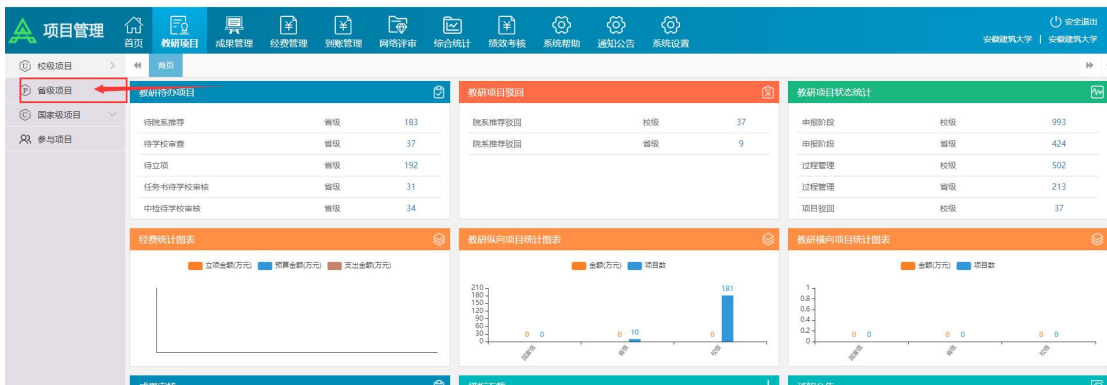 项目管理
首页 教研项目 成果管理 经费管理 到账管理 网络评审 综合统计 绩效考核 系统帮助 通知公告 系统设置
安全退出
安徽建筑大学 | 安徽建筑大学
校级项目
首页
省级项目
国家级项目
参与项目
教研待办项目
待院系推荐 省级 183
待学校审查 省级 37
待立项 省级 192
任务书待学校审核 省级 31
中检待学校审核 省级 34
教研项目驳回
院系推荐驳回 校级 37
院系推荐驳回 省级 9
教研项目状态统计
申报阶段 校级 993
申报阶段 省级 424
过程管理 校级 502
过程管理 省级 213
项目驳回 校级 37
经费统计图表
立项金额(万元) 预算金额(万元) 支出金额(万元)
教研纵向项目统计图表
金额(万元) 项目数
210
180
150
120
90
60
30
0
0 0 0 10 0 181
国家级 省级 校级
教研横向项目统计图表
金额(万元) 项目数
1
0.8
0.6
0.4
0.2
0
0 0 0 0 0 0
国家级 省级 校级